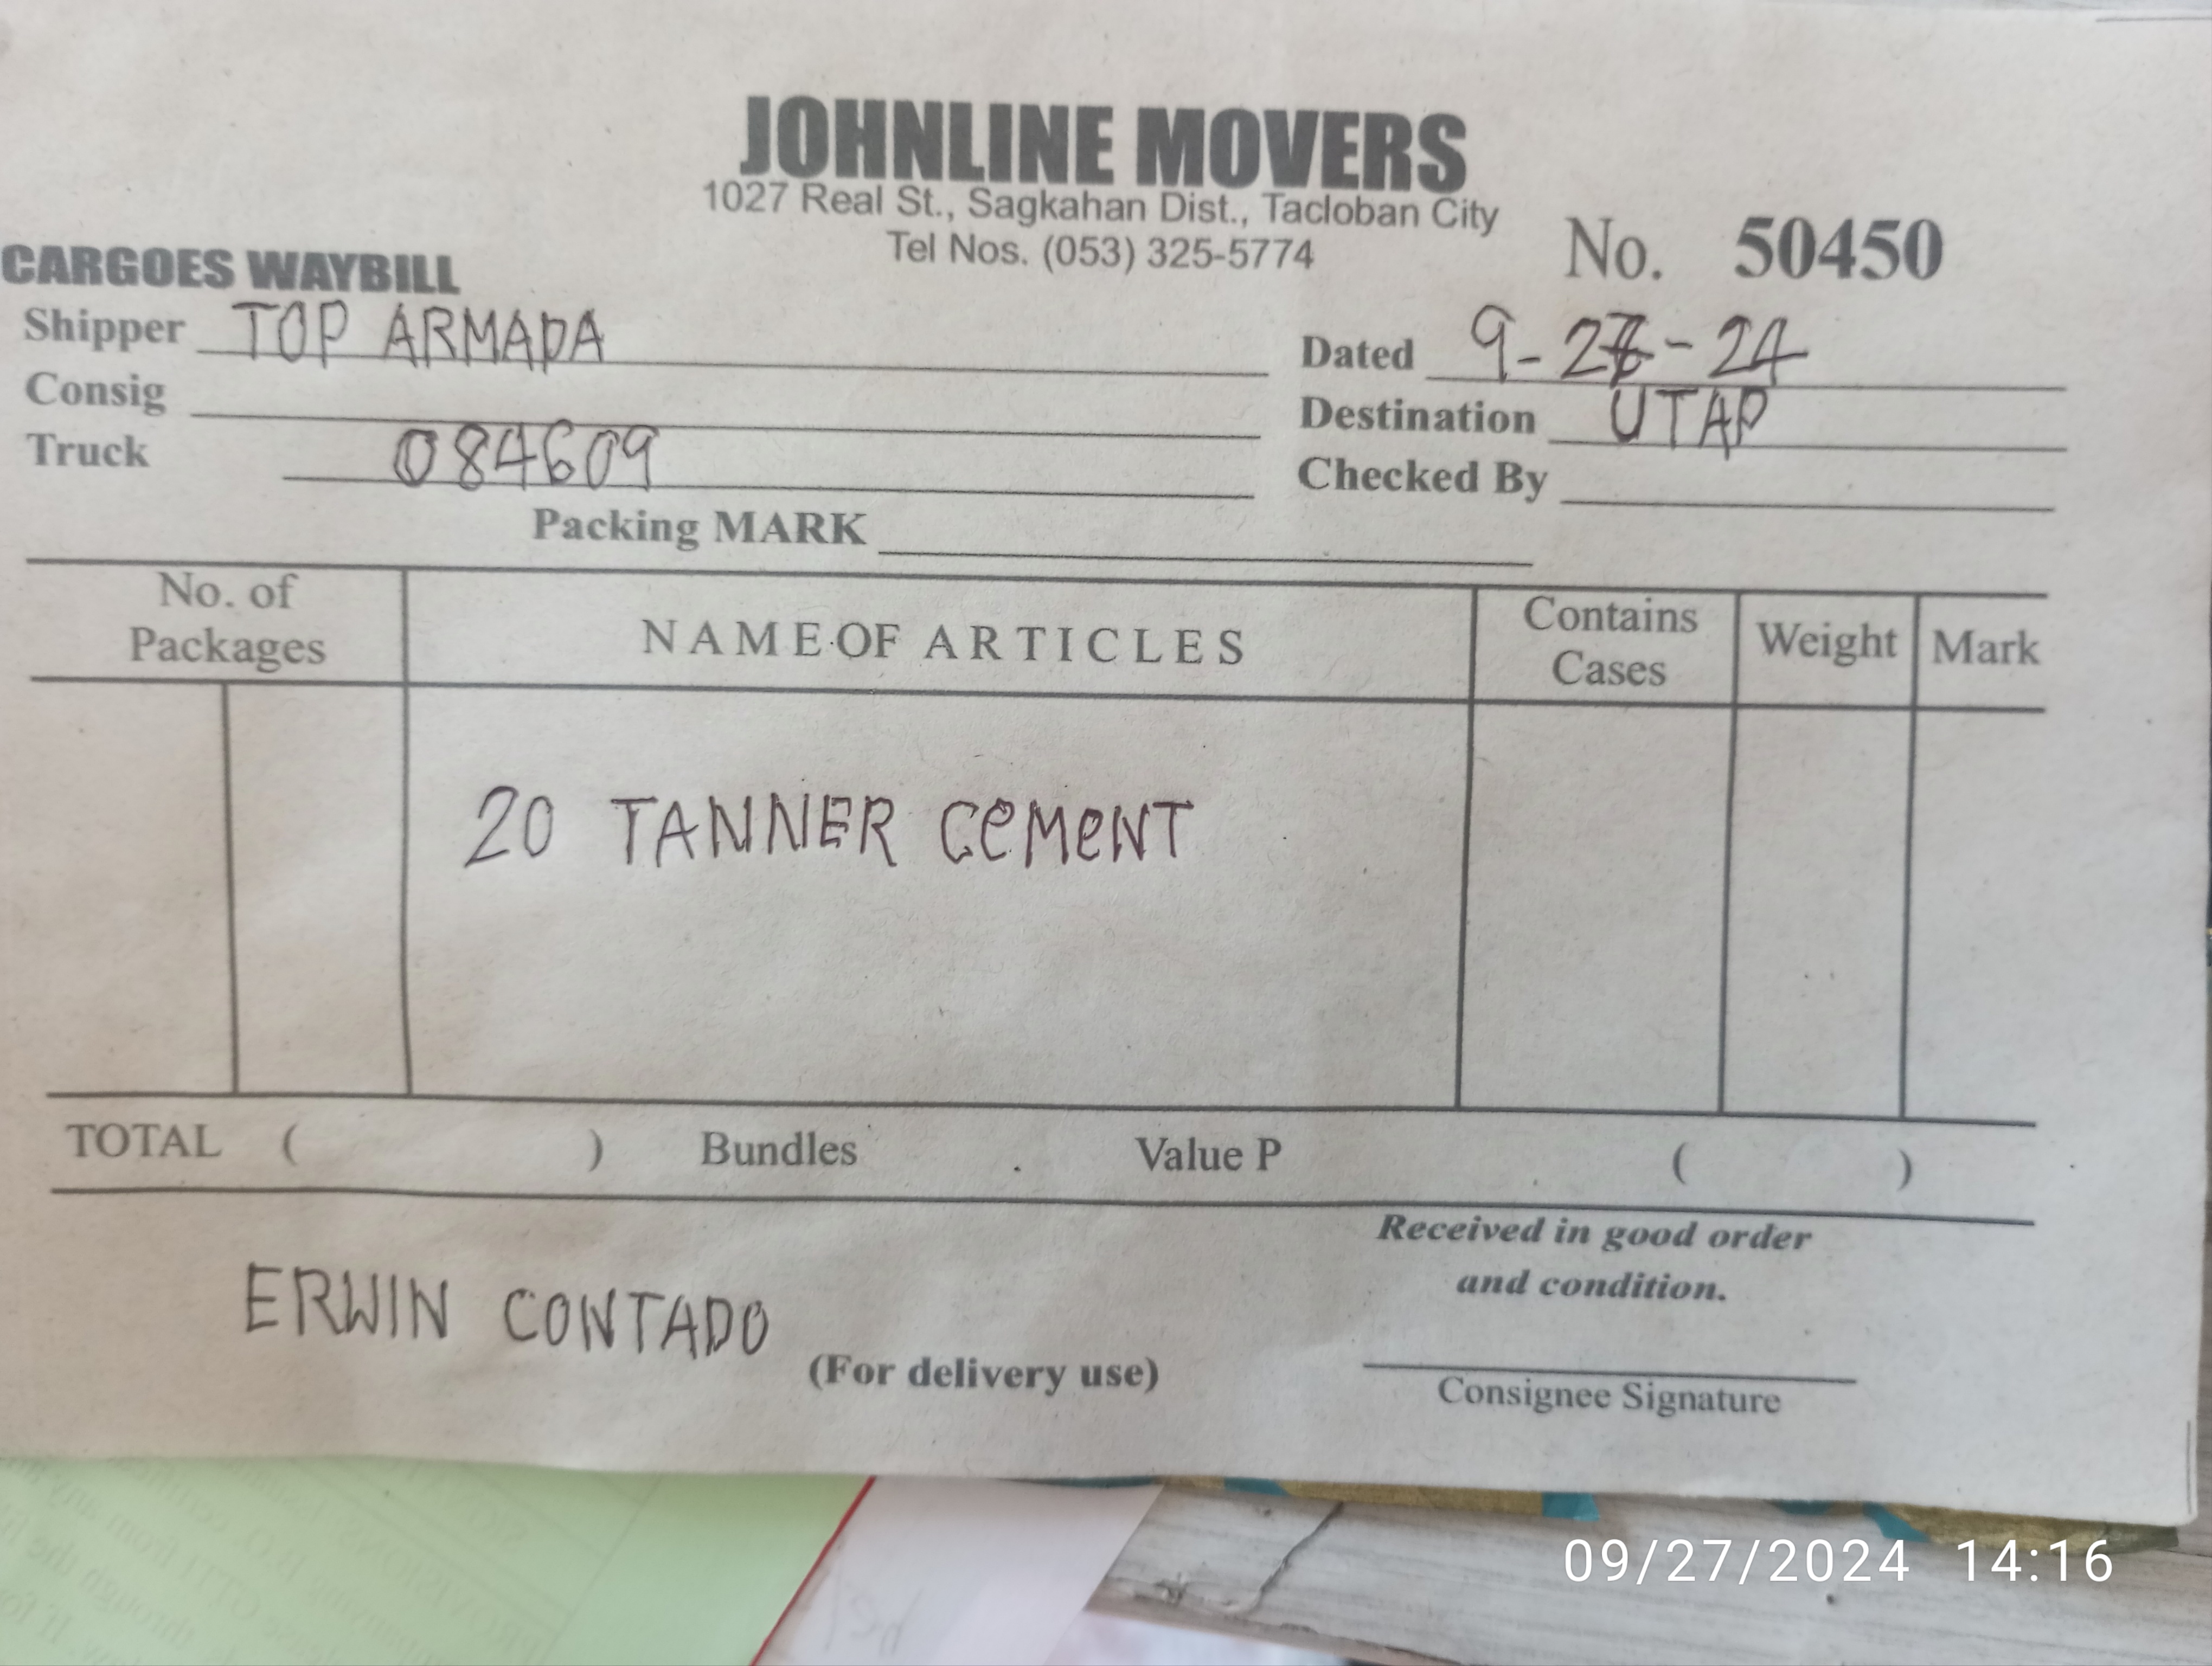 JOHNLINE MOVERS
1027 Real St., Sagkahan Dist., Tacloban City
Tel Nos. (053) 325-5774
No. 50450
CARGOES WAYBILL
Shipper TOP ARMADA
Dated 9-27-24
Consig
Destination UTAP
Truck 084609
Checked By
Packing MARK
No. of Packages
NAME OF ARTICLES
Contains Cases
Weight
Mark
20 TANNER CEMENT
TOTAL ( ) Bundles Value P ( )
Received in good order
and condition.
ERWIN CONTADO
(For delivery use)
Consignee Signature
09/27/2024 14:16